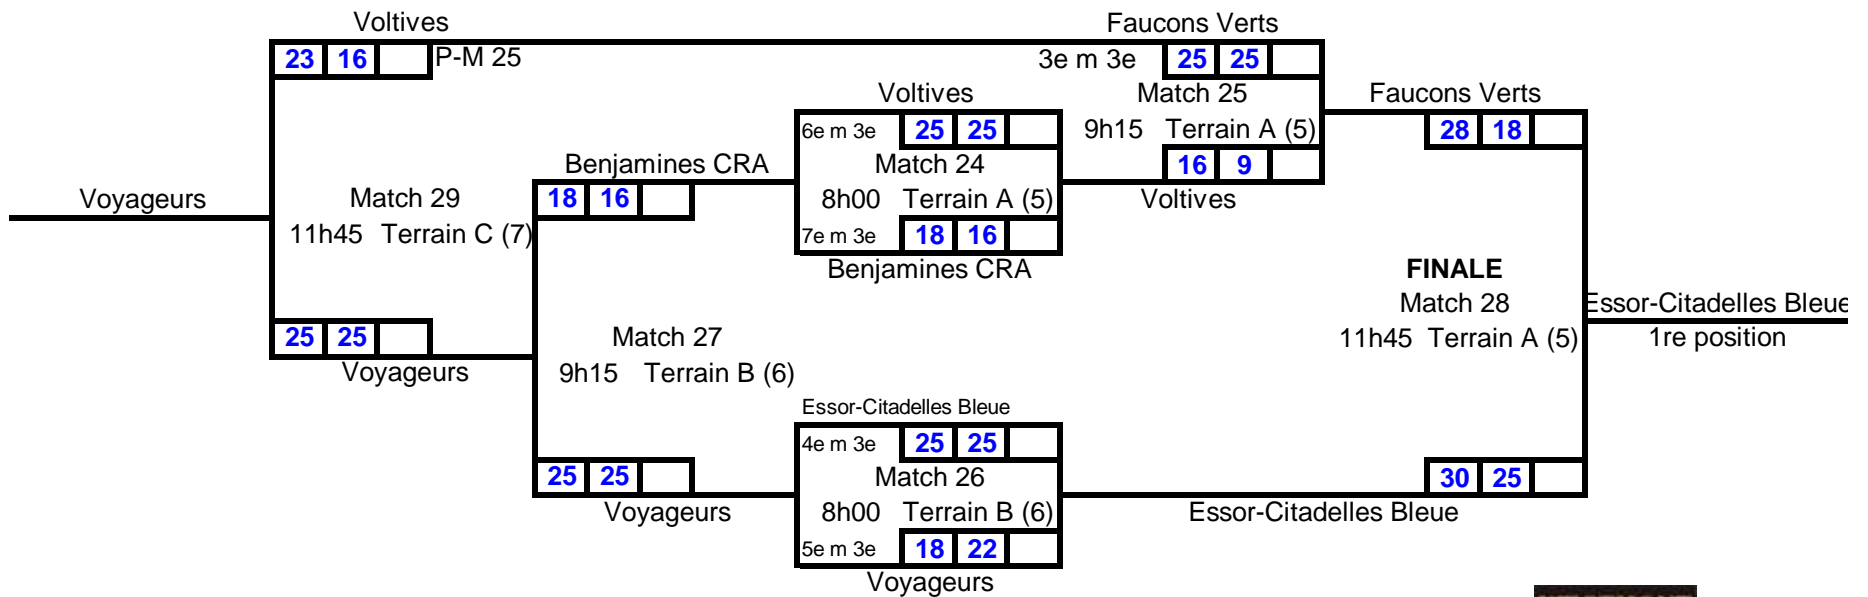 Voltives
Faucons Verts
23 16 P-M 25
3e m 3e 25 25
Voltives
Match 25
Faucons Verts
6e m 3e 25 25
9h15 Terrain A (5)
28 18
Benjamines CRA
Match 24
16 9
Voyageurs
Match 29
18 16
8h00 Terrain A (5)
Voltives
11h45 Terrain C (7)
7e m 3e 18 16
Benjamines CRA
FINALE
Match 28
Essor-Citadelles Bleue
25 25
Match 27
11h45 Terrain A (5)
1re position
Voyageurs
9h15 Terrain B (6)
Essor-Citadelles Bleue
4e m 3e 25 25
25 25
Match 26
30 25
Voyageurs
8h00 Terrain B (6)
Essor-Citadelles Bleue
5e m 3e 18 22
Voyageurs